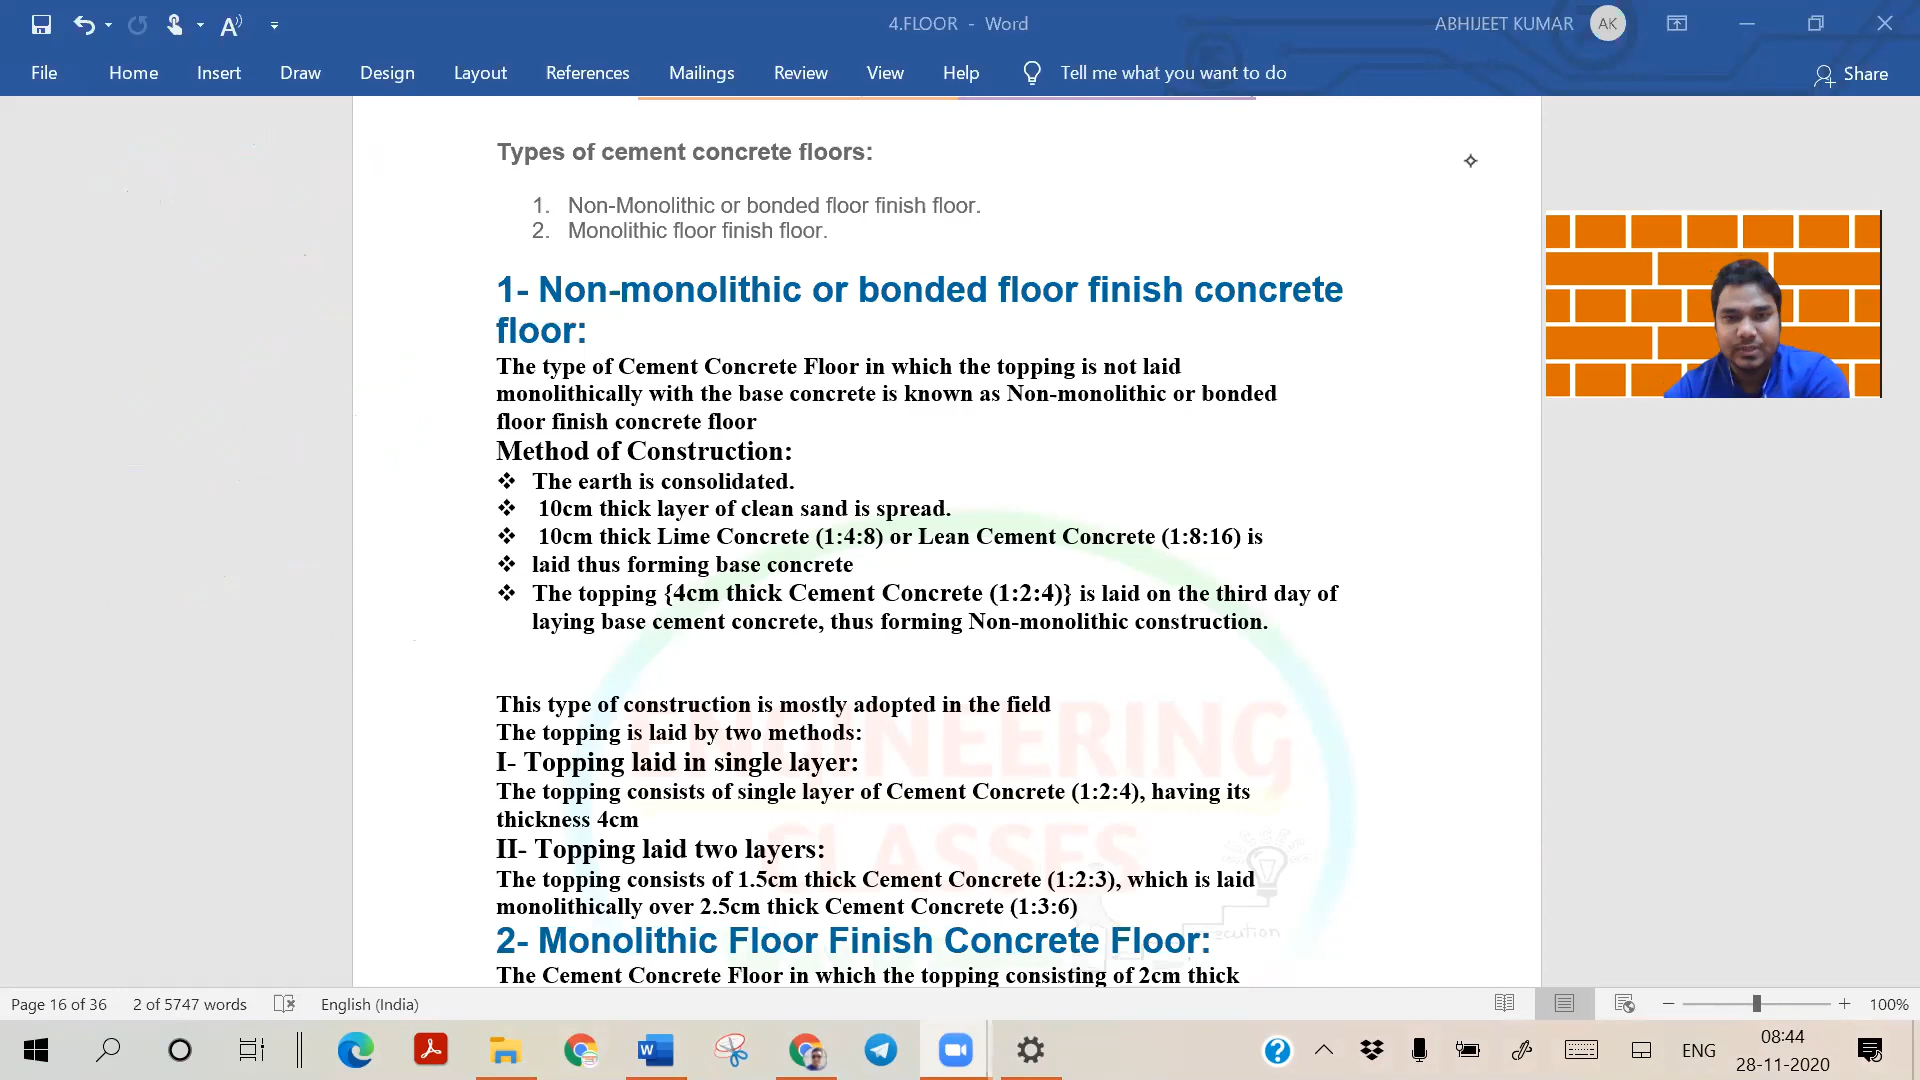 4.FLOOR - Word
ABHIJEET KUMAR
AK
File
Home
Insert
Draw
Design
Layout
References
Mailings
Review
View
Help
Tell me what you want to do
Share
Types of cement concrete floors:
1. Non-Monolithic or bonded floor finish floor.
2. Monolithic floor finish floor.
1- Non-monolithic or bonded floor finish concrete
floor:
The type of Cement Concrete Floor in which the topping is not laid
monolithically with the base concrete is known as Non-monolithic or bonded
floor finish concrete floor
Method of Construction:
❖ The earth is consolidated.
❖ 10cm thick layer of clean sand is spread.
❖ 10cm thick Lime Concrete (1:4:8) or Lean Cement Concrete (1:8:16) is
❖ laid thus forming base concrete
❖ The topping {4cm thick Cement Concrete (1:2:4)} is laid on the third day of
laying base cement concrete, thus forming Non-monolithic construction.
This type of construction is mostly adopted in the field
The topping is laid by two methods:
I- Topping laid in single layer:
The topping consists of single layer of Cement Concrete (1:2:4), having its
thickness 4cm
II- Topping laid two layers:
The topping consists of 1.5cm thick Cement Concrete (1:2:3), which is laid
monolithically over 2.5cm thick Cement Concrete (1:3:6)
2- Monolithic Floor Finish Concrete Floor:
The Cement Concrete Floor in which the topping consisting of 2cm thick
ENGINEERING
CLASSES
Page 16 of 36
2 of 5747 words
English (India)
100%
ENG
08:44
28-11-2020